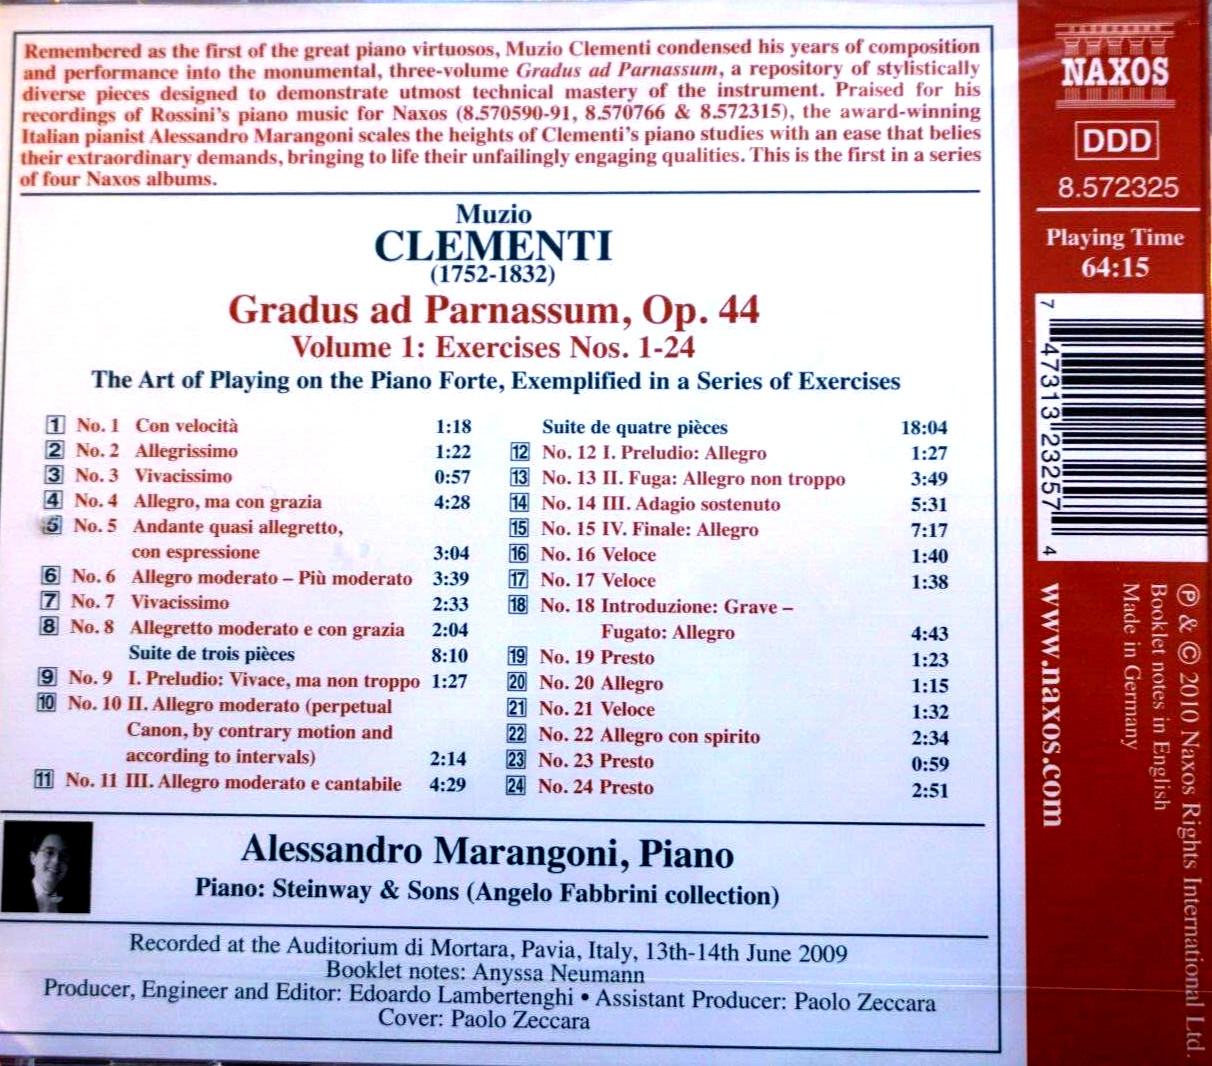 Remembered as the first of the great piano virtuosos, Muzio Clementi condensed his years of composition
and performance into the monumental, three-volume Gradus ad Parnassum, a repository of stylistically
diverse pieces designed to demonstrate utmost technical mastery of the instrument. Praised for his
recordings of Rossini's piano music for Naxos (8.570590-91, 8.570766 & 8.572315), the award-winning
Italian pianist Alessandro Marangoni scales the heights of Clementi's piano studies with an ease that belies
their extraordinary demands, bringing to life their unfailingly engaging qualities. This is the first in a series
of four Naxos albums.
Muzio
CLEMENTI
(1752-1832)
Gradus ad Parnassum, Op. 44
Volume 1: Exercises Nos. 1-24
The Art of Playing on the Piano Forte, Exemplified in a Series of Exercises
1 No. 1 Con velocità 1:18
2 No. 2 Allegrissimo 1:22
3 No. 3 Vivacissimo 0:57
4 No. 4 Allegro, ma con grazia 4:28
5 No. 5 Andante quasi allegretto,
con espressione 3:04
6 No. 6 Allegro moderato – Più moderato 3:39
7 No. 7 Vivacissimo 2:33
8 No. 8 Allegretto moderato e con grazia 2:04
Suite de trois pièces 8:10
9 No. 9 I. Preludio: Vivace, ma non troppo 1:27
10 No. 10 II. Allegro moderato (perpetual
Canon, by contrary motion and
according to intervals) 2:14
11 No. 11 III. Allegro moderato e cantabile 4:29
Suite de quatre pièces 18:04
12 No. 12 I. Preludio: Allegro 1:27
13 No. 13 II. Fuga: Allegro non troppo 3:49
14 No. 14 III. Adagio sostenuto 5:31
15 No. 15 IV. Finale: Allegro 7:17
16 No. 16 Veloce 1:40
17 No. 17 Veloce 1:38
18 No. 18 Introduzione: Grave –
Fugato: Allegro 4:43
19 No. 19 Presto 1:23
20 No. 20 Allegro 1:15
21 No. 21 Veloce 1:32
22 No. 22 Allegro con spirito 2:34
23 No. 23 Presto 0:59
24 No. 24 Presto 2:51
Alessandro Marangoni, Piano
Piano: Steinway & Sons (Angelo Fabbrini collection)
Recorded at the Auditorium di Mortara, Pavia, Italy, 13th-14th June 2009
Booklet notes: Anyssa Neumann
Producer, Engineer and Editor: Edoardo Lambertenghi • Assistant Producer: Paolo Zeccara
Cover: Paolo Zeccara
NAXOS
DDD
8.572325
Playing Time
64:15
7 47313 23257 4
℗ & © 2010 Naxos Rights International Ltd.
Booklet notes in English
Made in Germany
www.naxos.com